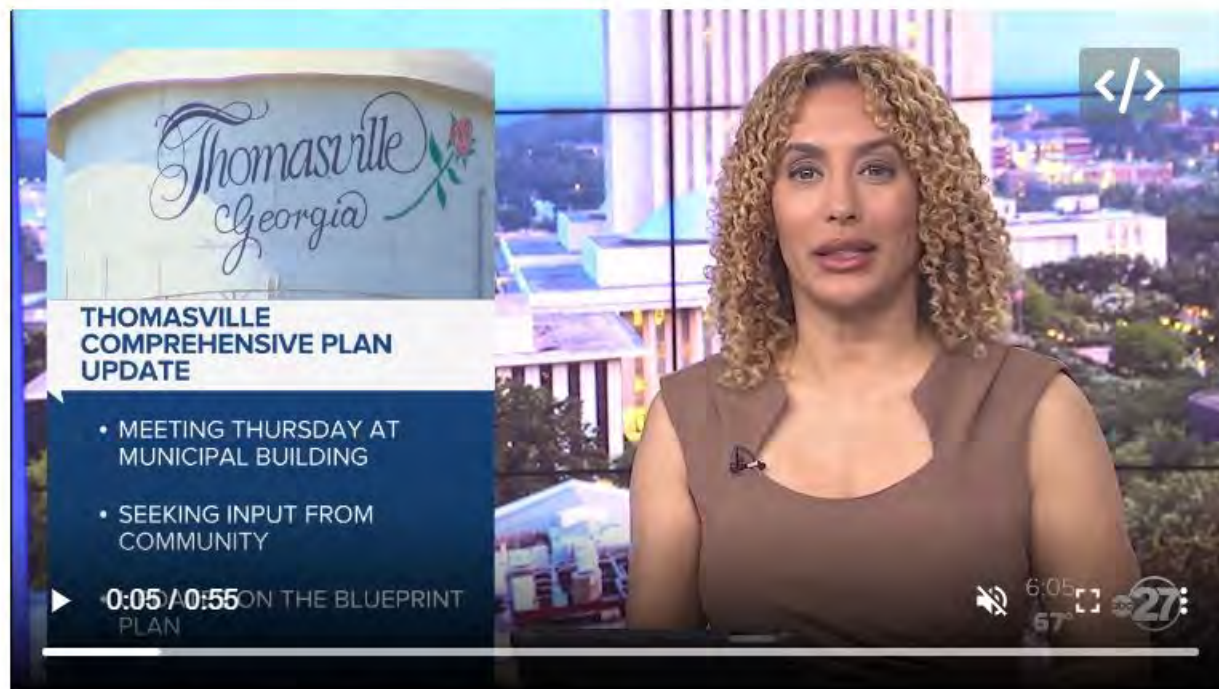 Thomasville
Georgia
THOMASVILLE
COMPREHENSIVE PLAN
UPDATE
• MEETING THURSDAY AT
MUNICIPAL BUILDING
• SEEKING INPUT FROM
COMMUNITY
• ON THE BLUEPRINT
PLAN
0:05 / 0:55
6:05
67°
abc 27
</>